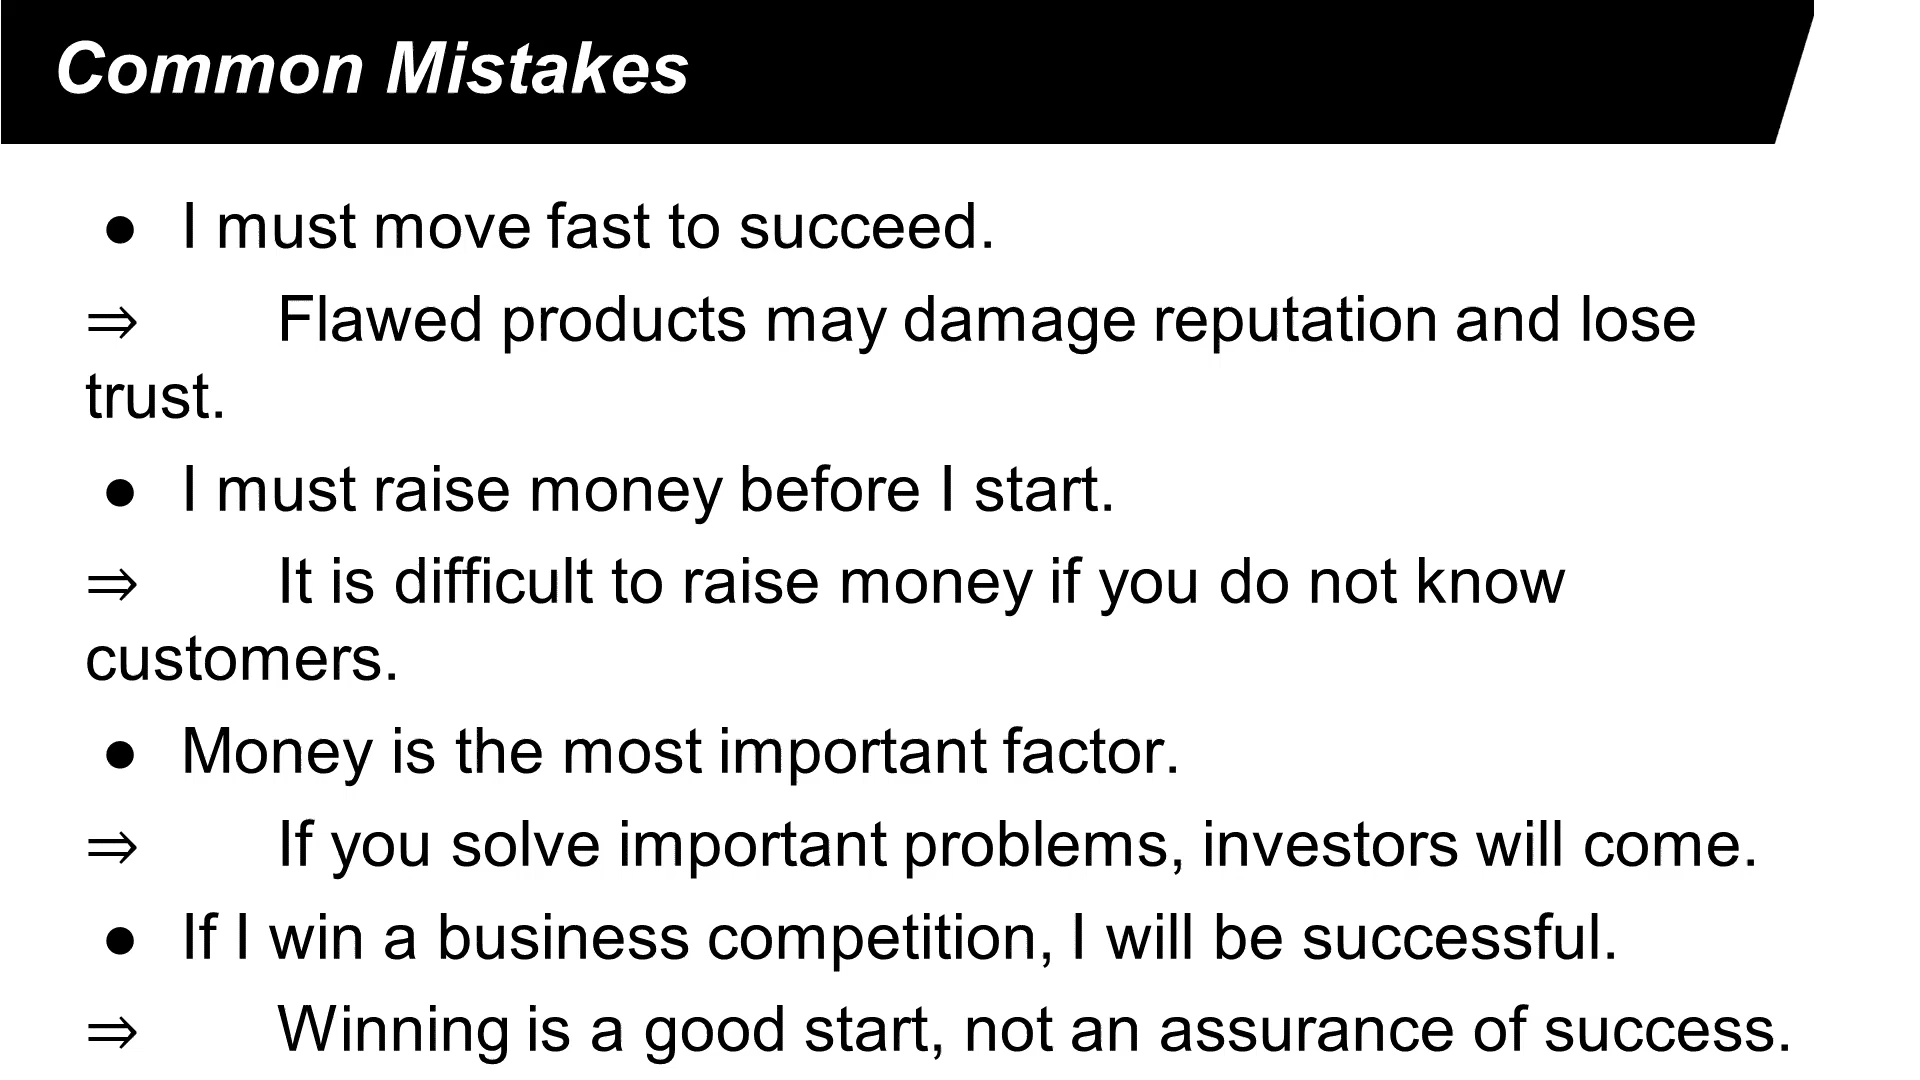 Common Mistakes
● I must move fast to succeed.
⇒ Flawed products may damage reputation and lose
trust.
● I must raise money before I start.
⇒ It is difficult to raise money if you do not know
customers.
● Money is the most important factor.
⇒ If you solve important problems, investors will come.
● If I win a business competition, I will be successful.
⇒ Winning is a good start, not an assurance of success.